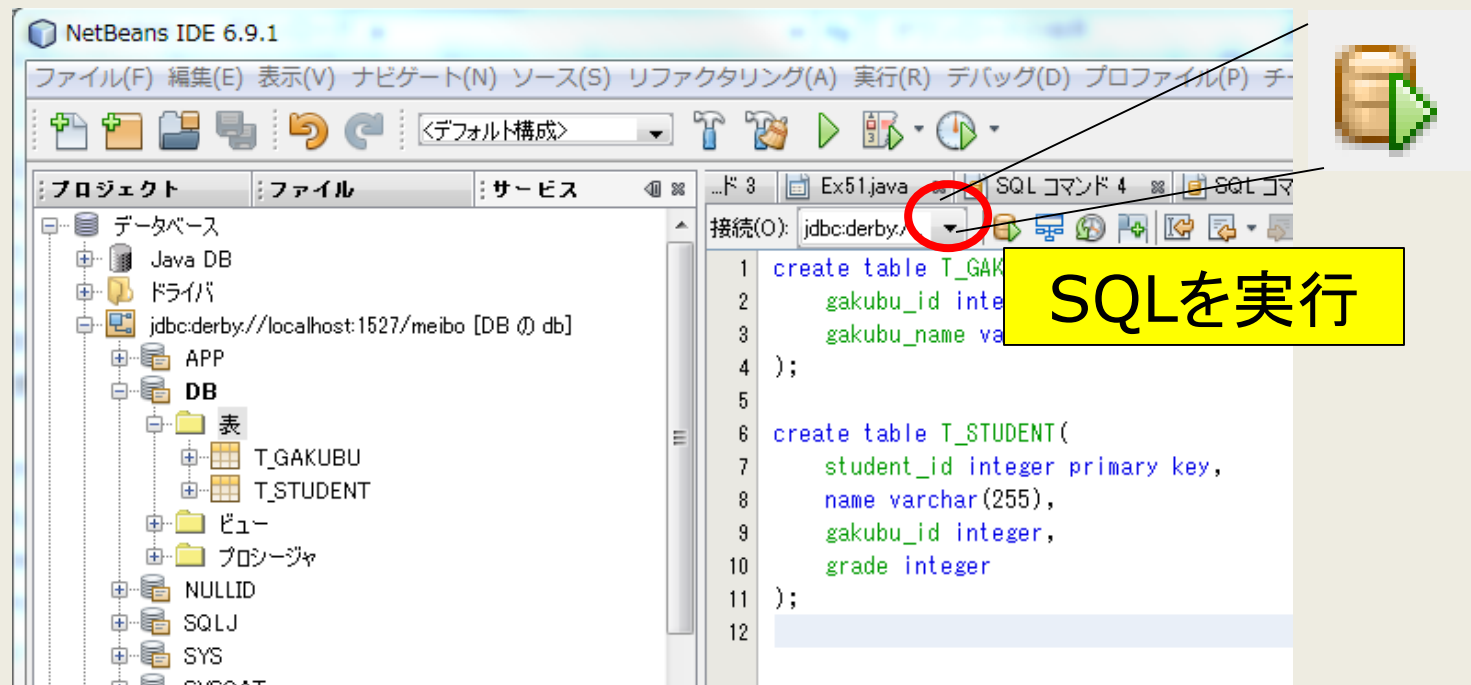 NetBeans IDE 6.9.1
ファイル(F) 編集(E) 表示(V) ナビゲート(N) ソース(S) リファクタリング(A) 実行(R) デバッグ(D) プロファイル(P) チー
<デフォルト構成>
プロジェクト ファイル サービス
...ド 3 Ex51.java SQL コマンド 4 SQL コマ
データベース
接続(O): jdbc:derby:/
Java DB
ドライバ
jdbc:derby://localhost:1527/meibo [DB の db]
APP
DB
表
T_GAKUBU
T_STUDENT
ビュー
プロシージャ
NULLID
SQLJ
SYS
1 create table T_GAK
2 gakubu_id inte
3 gakubu_name va
4 );
5
6 create table T_STUDENT(
7 student_id integer primary key,
8 name varchar(255),
9 gakubu_id integer,
10 grade integer
11 );
12
SQLを実行